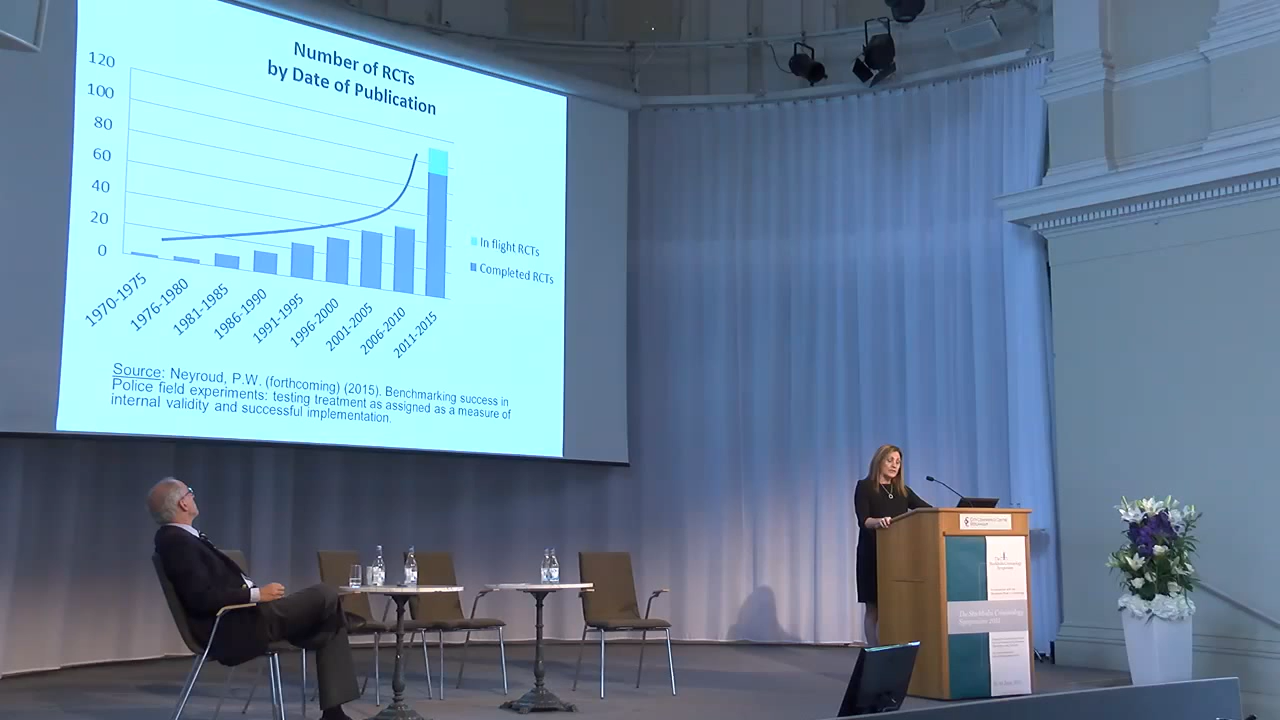 Number of RCTs
by Date of Publication
120
100
80
60
40
20
0
1970-1975
1976-1980
1981-1985
1986-1990
1991-1995
1996-2000
2001-2005
2006-2010
2011-2015
In flight RCTs
Completed RCTs
Source: Neyroud, P.W. (forthcoming) (2015). Benchmarking success in
Police field experiments: testing treatment as assigned as a measure of
internal validity and successful implementation.
The Stockholm Criminology
Symposium